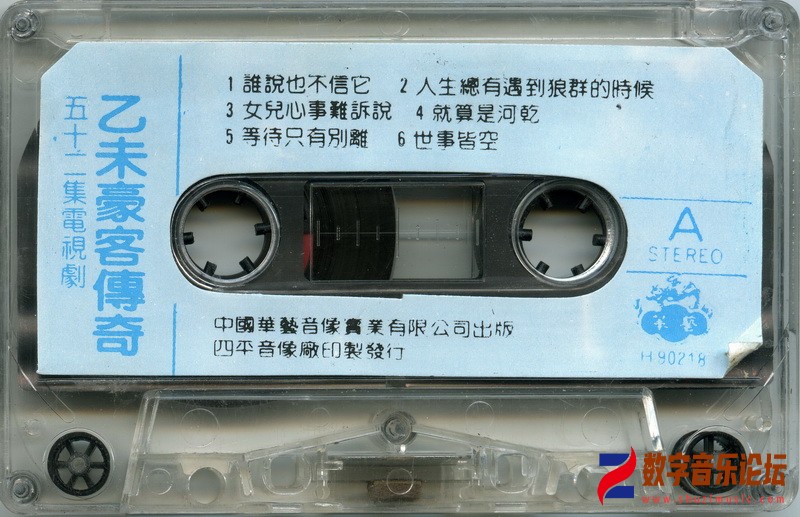 乙未豪客傳奇
五十二集電視劇
1 誰說也不信它 2 人生總有遇到狼群的時候
3 女兒心事難訴說 4 就算是河乾
5 等待只有別離 6 世事皆空
A
STEREO
華藝
H 90218
中國華藝音像實業有限公司出版
四平音像廠印製發行
数字音乐论坛